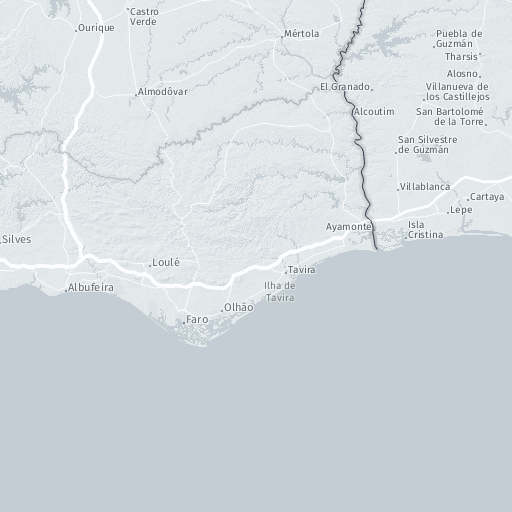 Castro
Verde
Ourique
Mértola
Puebla de
Guzmán
Tharsis
Alosno
El Granado
Villanueva de
los Castillejos
Almodôvar
Alcoutim
San Bartolomé
de la Torre
San Silvestre
de Guzmán
Villablanca
Cartaya
Lepe
Ayamonte
Isla
Cristina
Silves
Loulé
Tavira
Albufeira
Ilha de
Tavira
Olhão
Faro